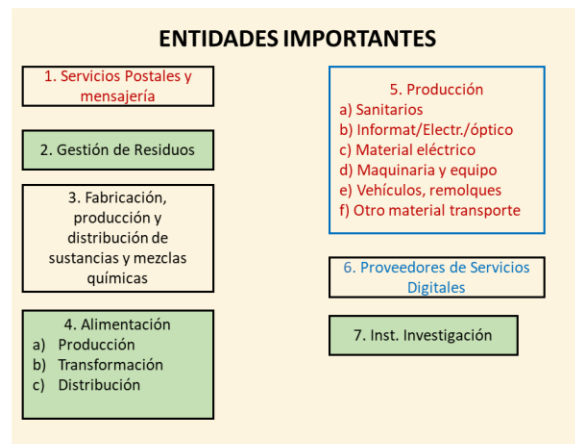 ENTIDADES IMPORTANTES
1. Servicios Postales y
mensajería
2. Gestión de Residuos
3. Fabricación,
producción y
distribución de
sustancias y mezclas
químicas
4. Alimentación
a) Producción
b) Transformación
c) Distribución
5. Producción
a) Sanitarios
b) Informat/Electr./óptico
c) Material eléctrico
d) Maquinaria y equipo
e) Vehículos, remolques
f) Otro material transporte
6. Proveedores de Servicios
Digitales
7. Inst. Investigación